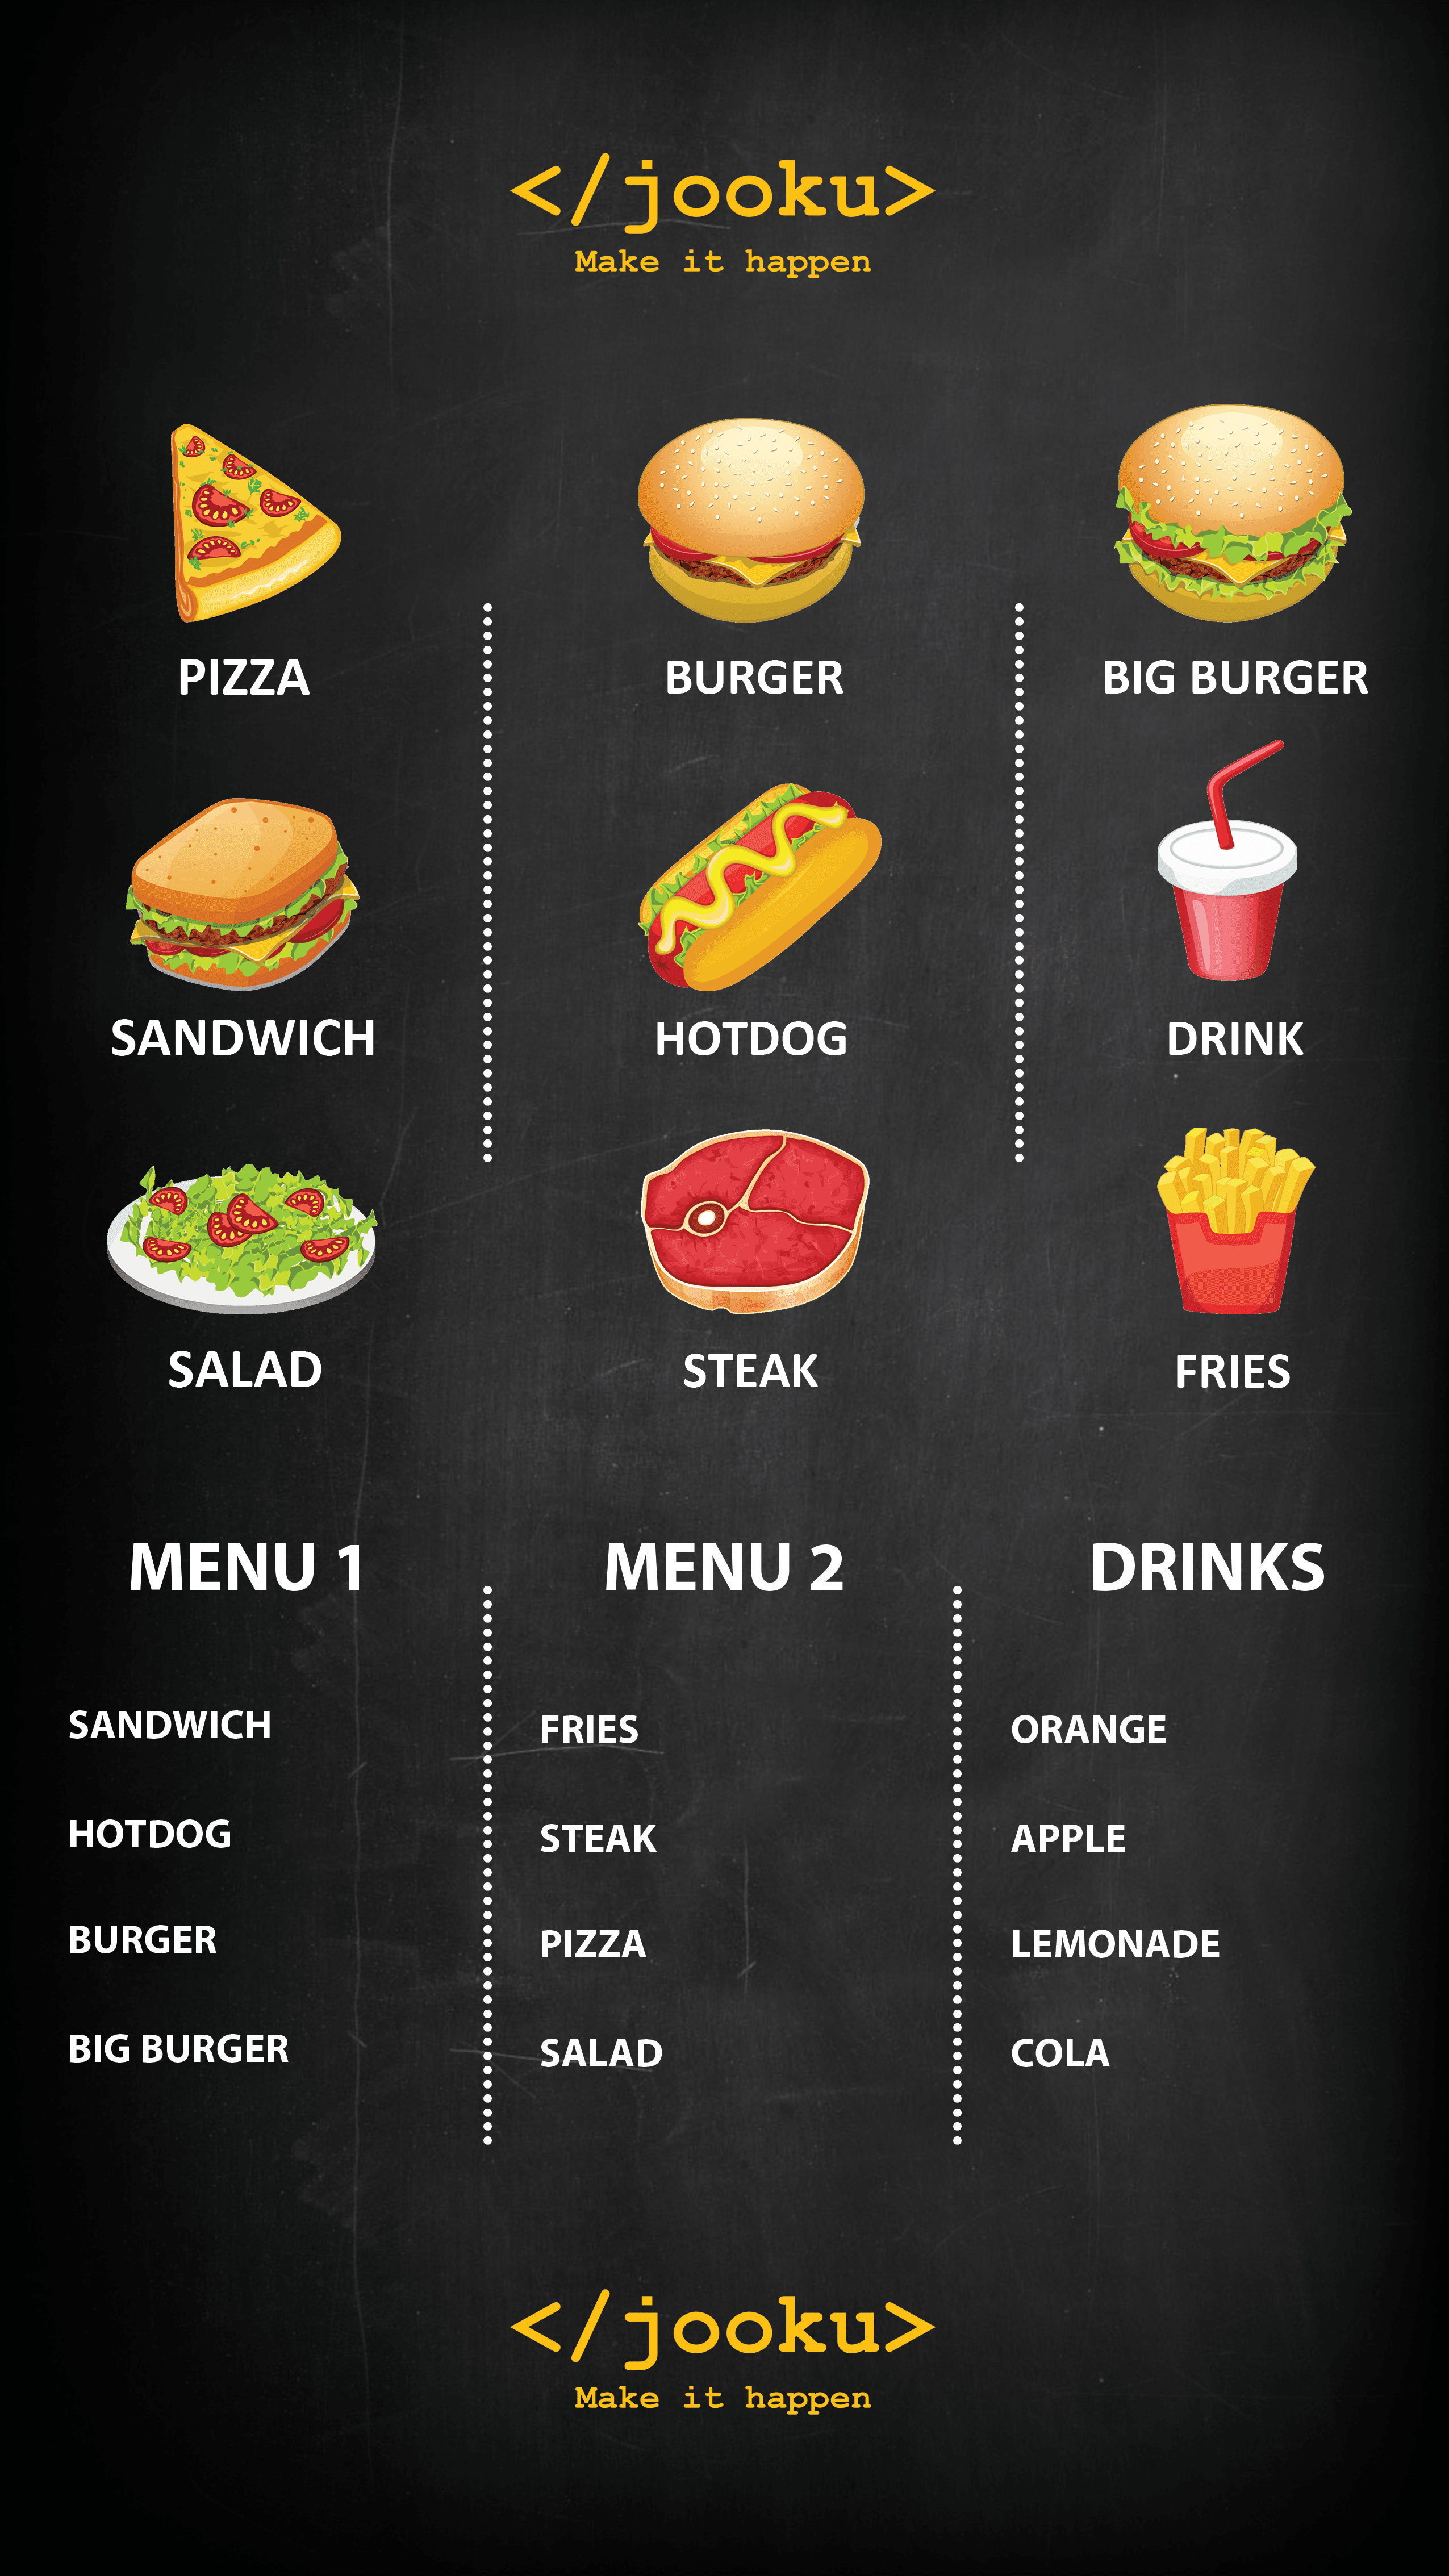 </jooku>
Make it happen
PIZZA
BURGER
BIG BURGER
SANDWICH
HOTDOG
DRINK
SALAD
STEAK
FRIES
MENU 1
SANDWICH
HOTDOG
BURGER
BIG BURGER
MENU 2
FRIES
STEAK
PIZZA
SALAD
DRINKS
ORANGE
APPLE
LEMONADE
COLA
</jooku>
Make it happen